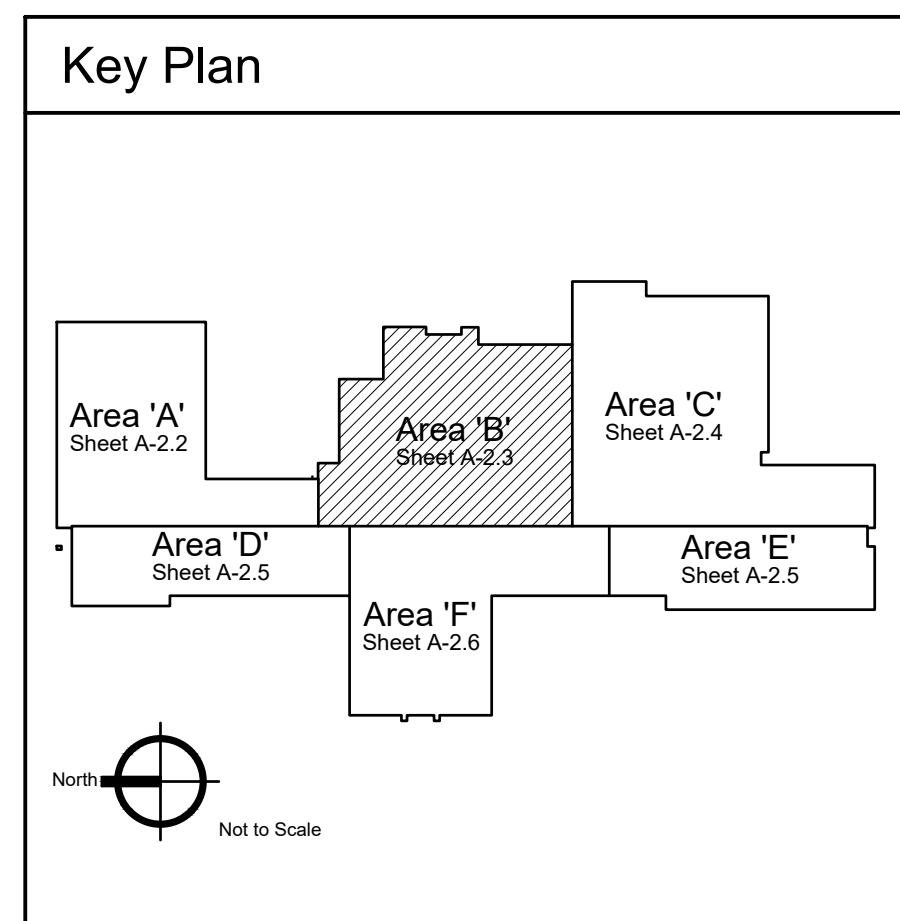 Key Plan
Area 'A'
Sheet A-2.2
Area 'B'
Sheet A-2.3
Area 'C'
Sheet A-2.4
Area 'D'
Sheet A-2.5
Area 'E'
Sheet A-2.5
Area 'F'
Sheet A-2.6
North
Not to Scale